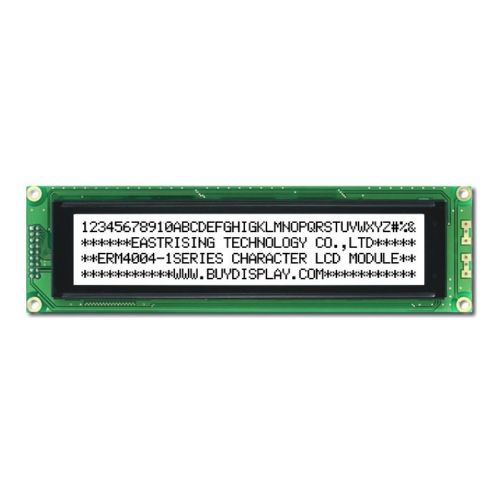 12345678910ABCDEFGHIGKLMNOPQRSTUVWXYZ#%&
******EASTRISING TECHNOLOGY CO.,LTD*****
**ERM4004-1SERIES CHARACTER LCD MODULE**
***********WWW.BUYDISPLAY.COM***********